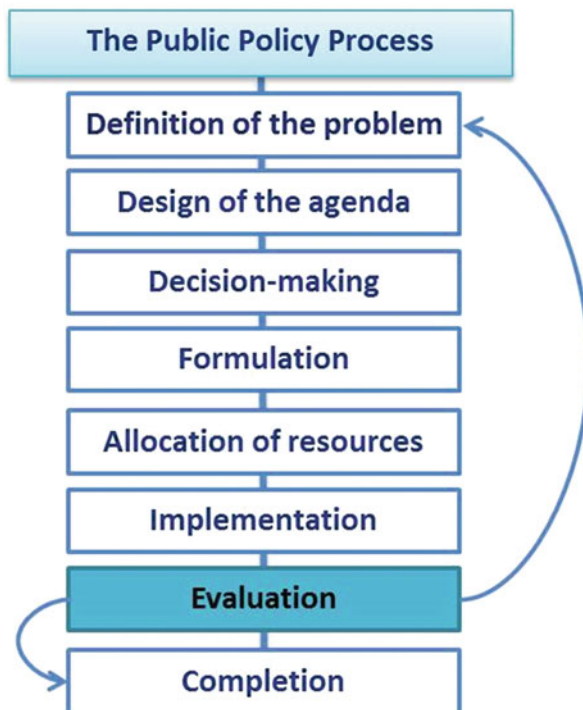 The Public Policy Process
Definition of the problem
Design of the agenda
Decision-making
Formulation
Allocation of resources
Implementation
Evaluation
Completion